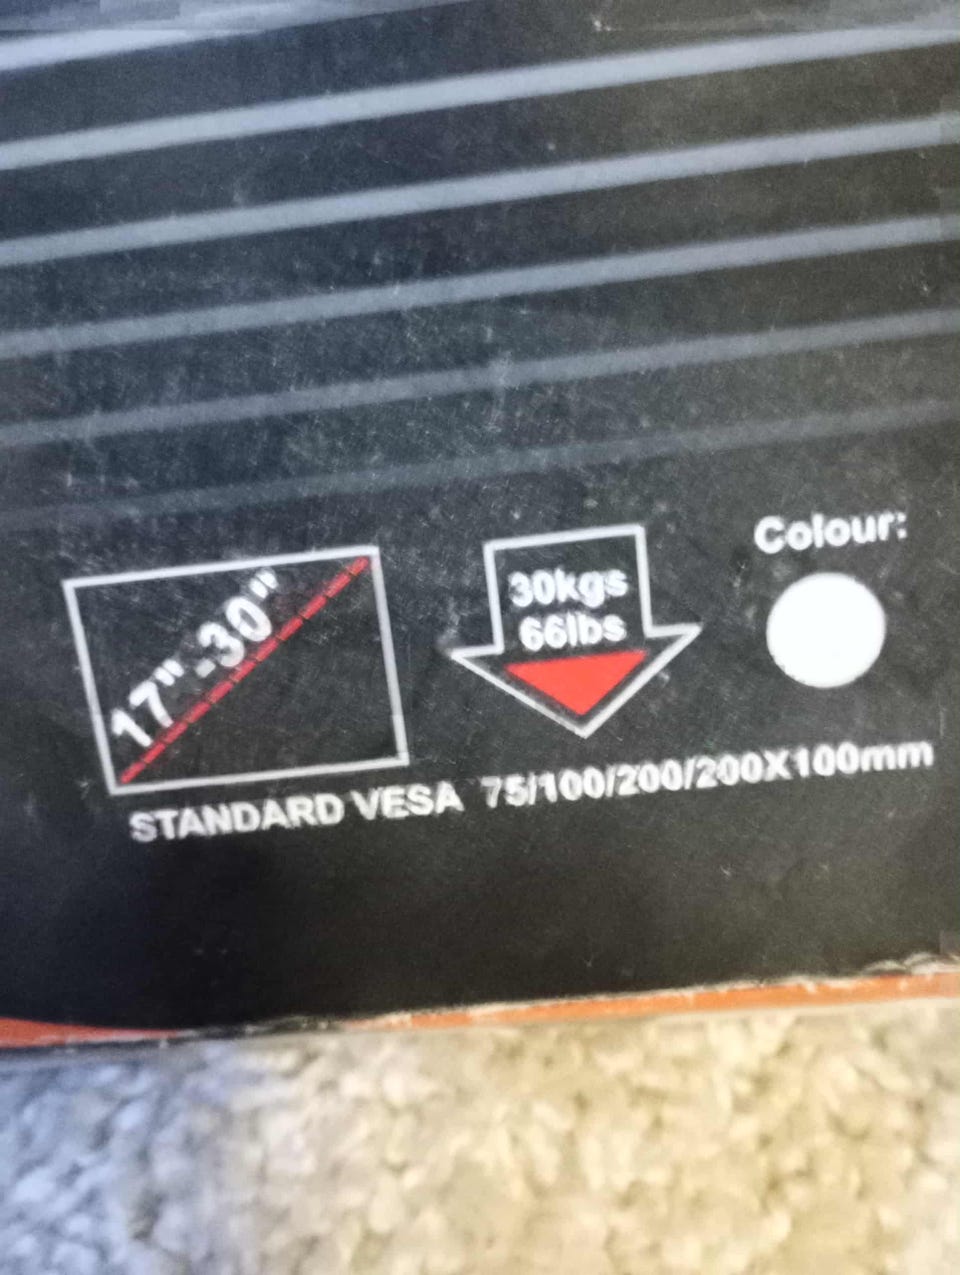 Colour:
17"-30"
30kgs
66lbs
STANDARD VESA 75/100/200/200X100mm